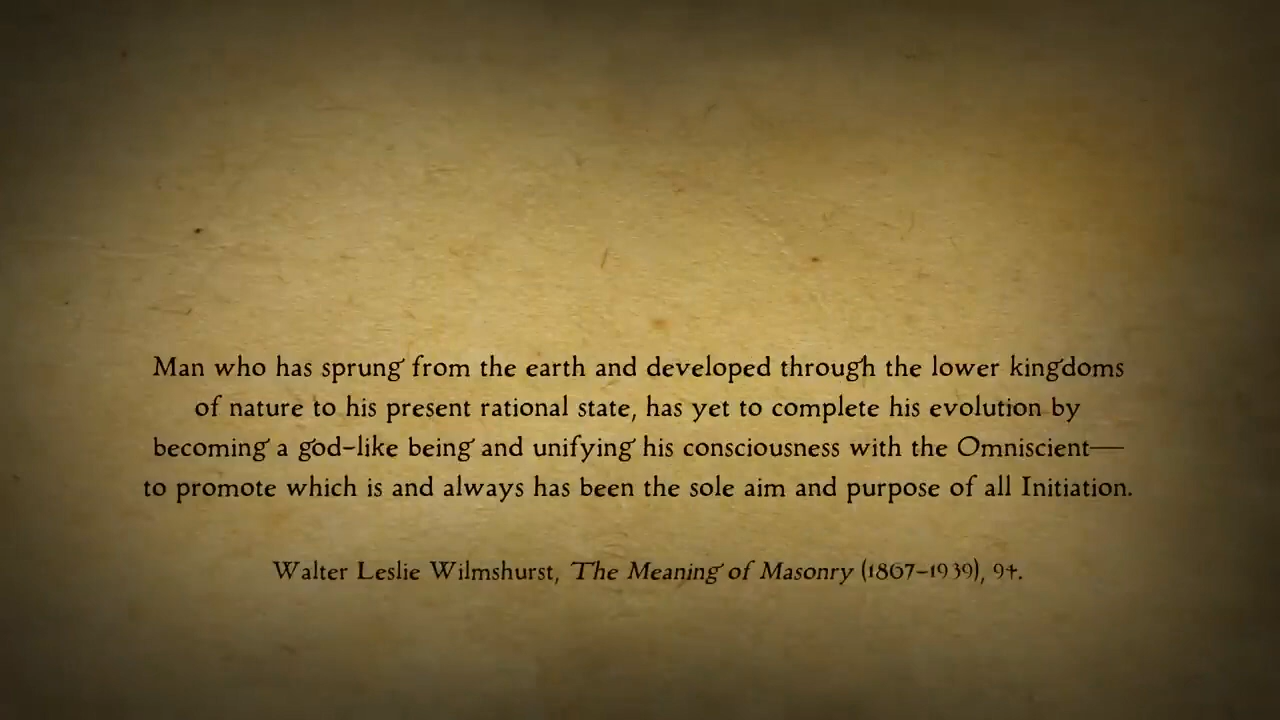 Man who has sprung from the earth and developed through the lower kingdoms
of nature to his present rational state, has yet to complete his evolution by
becoming a god-like being and unifying his consciousness with the Omniscient—
to promote which is and always has been the sole aim and purpose of all Initiation.
Walter Leslie Wilmshurst, The Meaning of Masonry (1867-1939), 94.